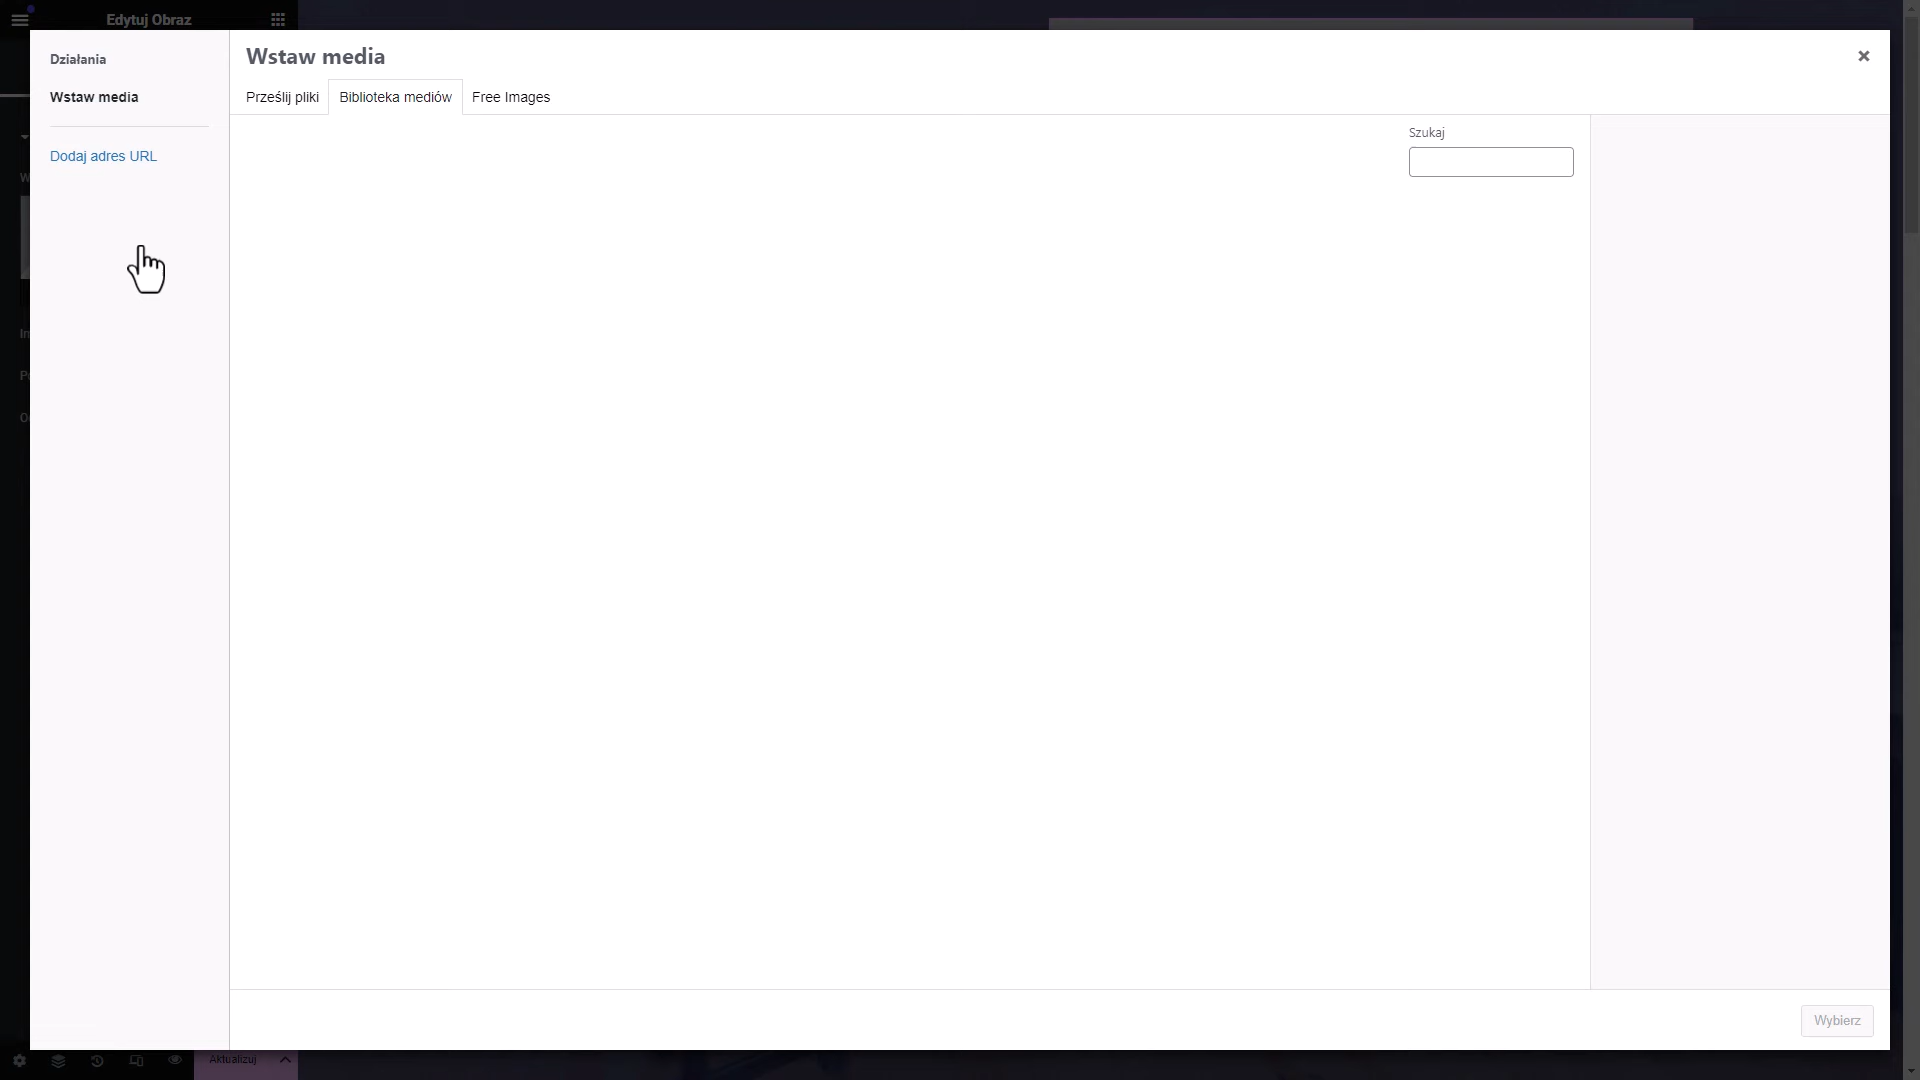 Edytuj Obraz
Działania
Wstaw media
Dodaj adres URL
Wstaw media
Prześlij pliki
Biblioteka mediów
Free Images
Szukaj
Wybierz
Aktualizuj